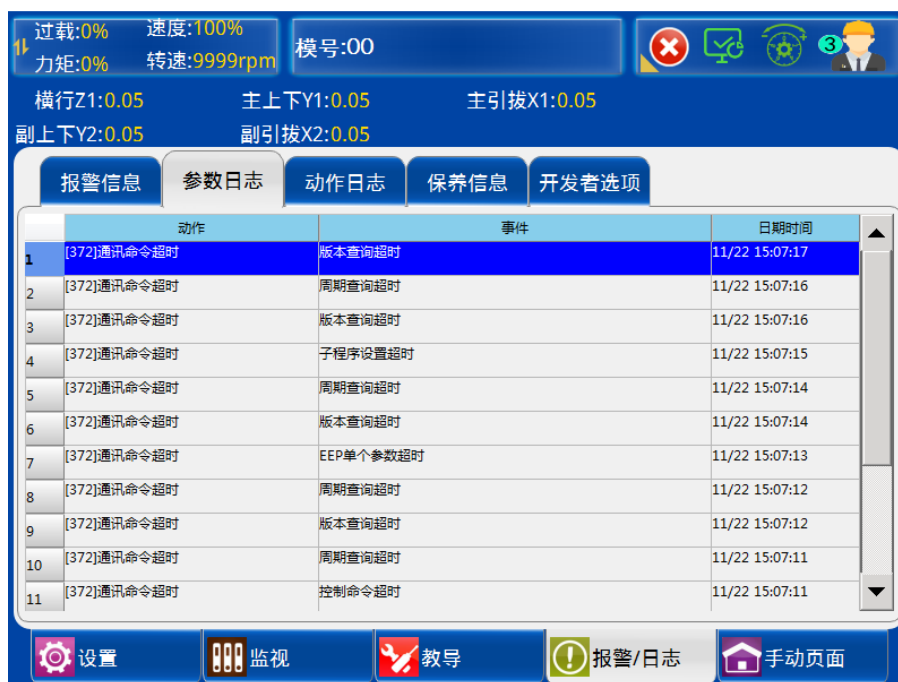 过载:0% 速度:100%
力矩:0% 转速:9999rpm
模号:00
3
横行Z1:0.05 主上下Y1:0.05 主引拔X1:0.05
副上下Y2:0.05 副引拔X2:0.05
报警信息 参数日志 动作日志 保养信息 开发者选项
动作 事件 日期时间
1 [372]通讯命令超时 版本查询超时 11/22 15:07:17
2 [372]通讯命令超时 周期查询超时 11/22 15:07:16
3 [372]通讯命令超时 版本查询超时 11/22 15:07:16
4 [372]通讯命令超时 子程序设置超时 11/22 15:07:15
5 [372]通讯命令超时 周期查询超时 11/22 15:07:14
6 [372]通讯命令超时 版本查询超时 11/22 15:07:14
7 [372]通讯命令超时 EEP单个参数超时 11/22 15:07:13
8 [372]通讯命令超时 周期查询超时 11/22 15:07:12
9 [372]通讯命令超时 版本查询超时 11/22 15:07:12
10 [372]通讯命令超时 周期查询超时 11/22 15:07:11
11 [372]通讯命令超时 控制命令超时 11/22 15:07:11
设置 监视 教导 报警/日志 手动页面